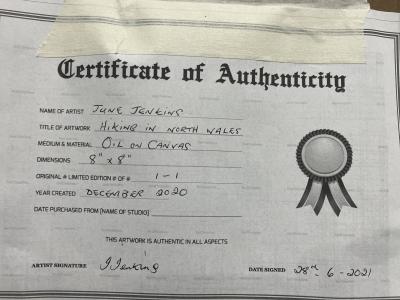 Certificate of Authenticity
NAME OF ARTIST JUNE JENKINS
TITLE OF ARTWORK HIKING IN NORTH WALES
MEDIUM & MATERIAL OIL ON CANVAS
DIMENSIONS 8" x 8"
ORIGINAL # LIMITED EDITION # OF # 1-1
YEAR CREATED DECEMBER 2020
DATE PURCHASED FROM [NAME OF STUDIO]
THIS ARTWORK IS AUTHENTIC IN ALL ASPECTS
ARTIST SIGNATURE J Jenkins DATE SIGNED 28th - 6 - 2021